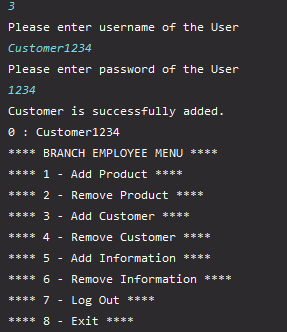 3
Please enter username of the User
Customer1234
Please enter password of the User
1234
Customer is successfully added.
0 : Customer1234
**** BRANCH EMPLOYEE MENU ****
**** 1 - Add Product ****
**** 2 - Remove Product ****
**** 3 - Add Customer ****
**** 4 - Remove Customer ****
**** 5 - Add Information ****
**** 6 - Remove Information ****
**** 7 - Log Out ****
**** 8 - Exit ****